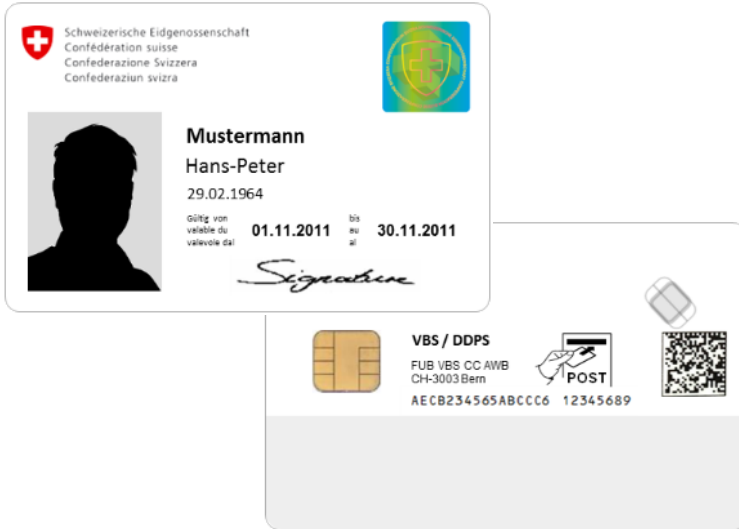 Schweizerische Eidgenossenschaft
Confédération suisse
Confederazione Svizzera
Confederaziun svizra
Mustermann
Hans-Peter
29.02.1964
Gültig von bis
valable du 01.11.2011 au 30.11.2011
valevole dal al
Signature
VBS / DDPS
FUB VBS CC AWB
CH-3003 Bern
POST
AECB234565ABCCC6 12345689